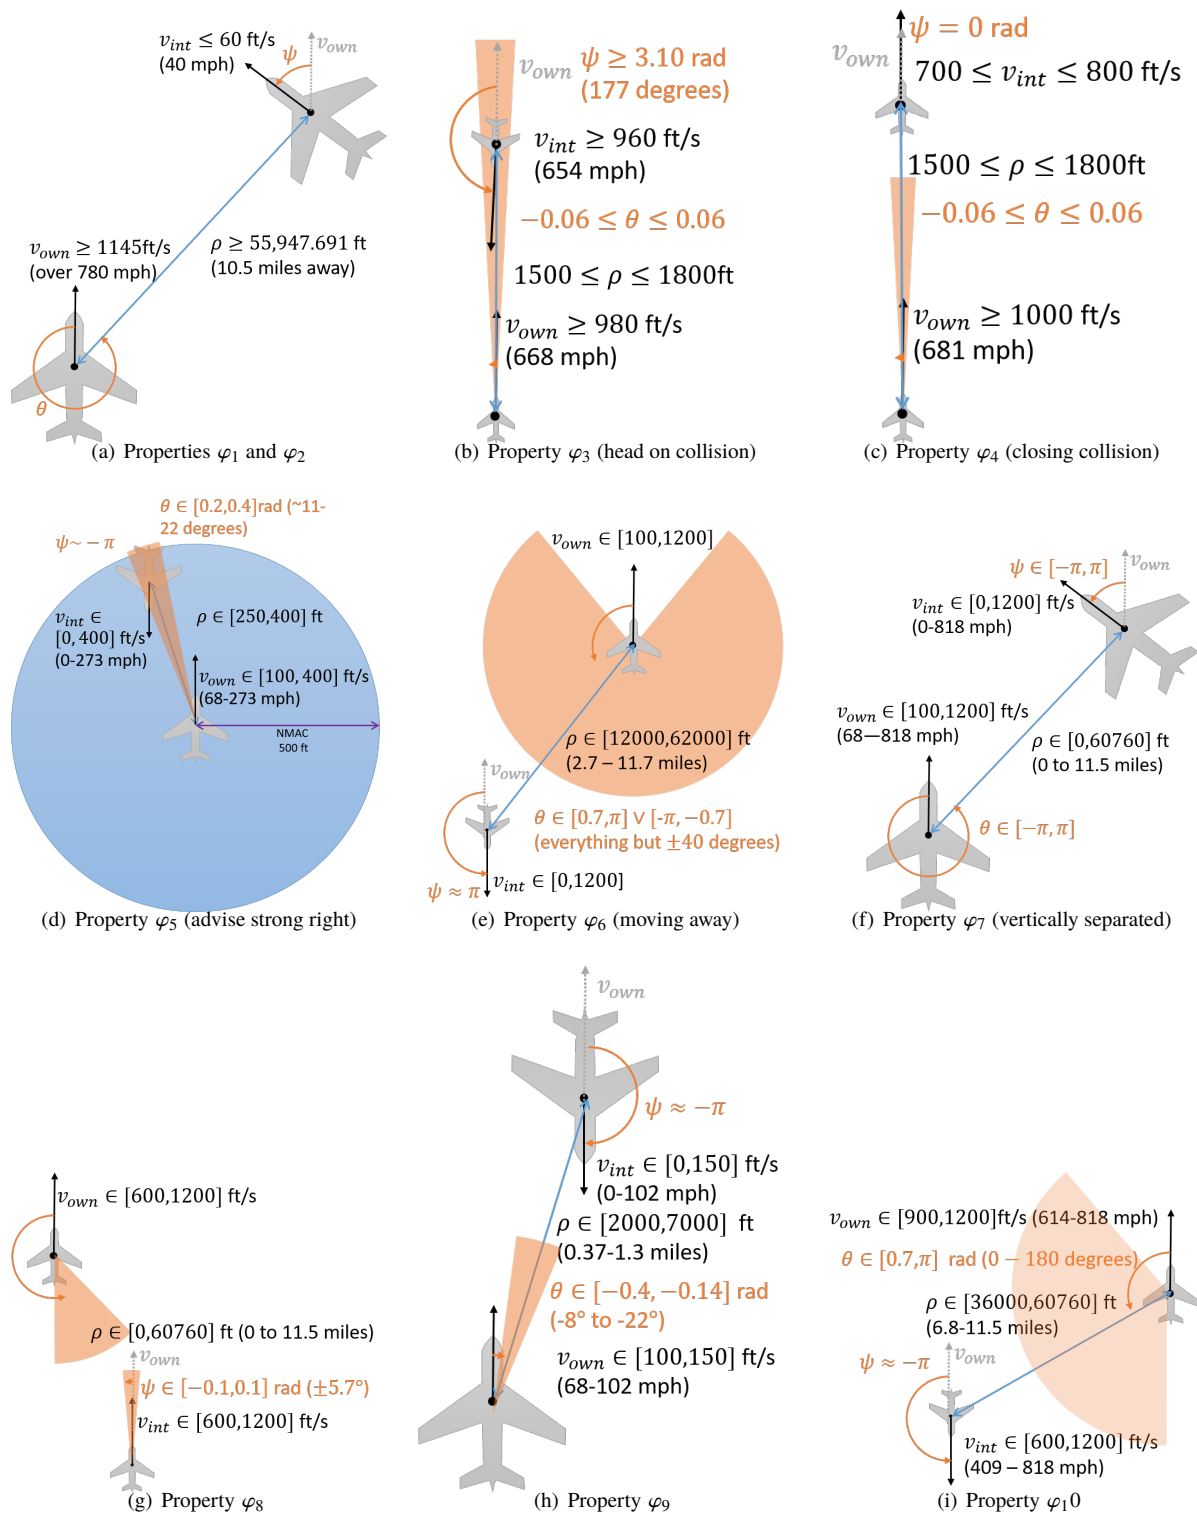 v_int ≤ 60 ft/s
(40 mph)
ψ
v_own
v_own ≥ 1145ft/s
(over 780 mph)
ρ ≥ 55,947.691 ft
(10.5 miles away)
θ
(a) Properties φ₁ and φ₂
v_own
ψ ≥ 3.10 rad
(177 degrees)
v_int ≥ 960 ft/s
(654 mph)
−0.06 ≤ θ ≤ 0.06
1500 ≤ ρ ≤ 1800ft
v_own ≥ 980 ft/s
(668 mph)
(b) Property φ₃ (head on collision)
ψ = 0 rad
v_own
700 ≤ v_int ≤ 800 ft/s
1500 ≤ ρ ≤ 1800ft
−0.06 ≤ θ ≤ 0.06
v_own ≥ 1000 ft/s
(681 mph)
(c) Property φ₄ (closing collision)
θ ∈ [0.2,0.4]rad (~11-
22 degrees)
ψ~ − π
v_int ∈
[0, 400] ft/s
(0-273 mph)
ρ ∈ [250,400] ft
v_own ∈ [100, 400] ft/s
(68-273 mph)
NMAC
500 ft
(d) Property φ₅ (advise strong right)
v_own ∈ [100,1200]
ρ ∈ [12000,62000] ft
(2.7 – 11.7 miles)
v_own
θ ∈ [0.7,π] ∨ [-π, −0.7]
(everything but ±40 degrees)
ψ ≈ π
v_int ∈ [0,1200]
(e) Property φ₆ (moving away)
v_own
ψ ∈ [−π, π]
v_int ∈ [0,1200] ft/s
(0-818 mph)
v_own ∈ [100,1200] ft/s
(68—818 mph)
ρ ∈ [0,60760] ft
(0 to 11.5 miles)
θ ∈ [−π, π]
(f) Property φ₇ (vertically separated)
v_own ∈ [600,1200] ft/s
ρ ∈ [0,60760] ft (0 to 11.5 miles)
v_own
ψ ∈ [−0.1,0.1] rad (±5.7°)
v_int ∈ [600,1200] ft/s
(g) Property φ₈
v_own
ψ ≈ −π
v_int ∈ [0,150] ft/s
(0-102 mph)
ρ ∈ [2000,7000] ft
(0.37-1.3 miles)
θ ∈ [−0.4, −0.14] rad
(-8° to -22°)
v_own ∈ [100,150] ft/s
(68-102 mph)
(h) Property φ₉
v_own ∈ [900,1200]ft/s (614-818 mph)
θ ∈ [0.7,π] rad (0 − 180 degrees)
ρ ∈ [36000,60760] ft
(6.8-11.5 miles)
ψ ≈ −π
v_own
v_int ∈ [600,1200] ft/s
(409 – 818 mph)
(i) Property φ₁0